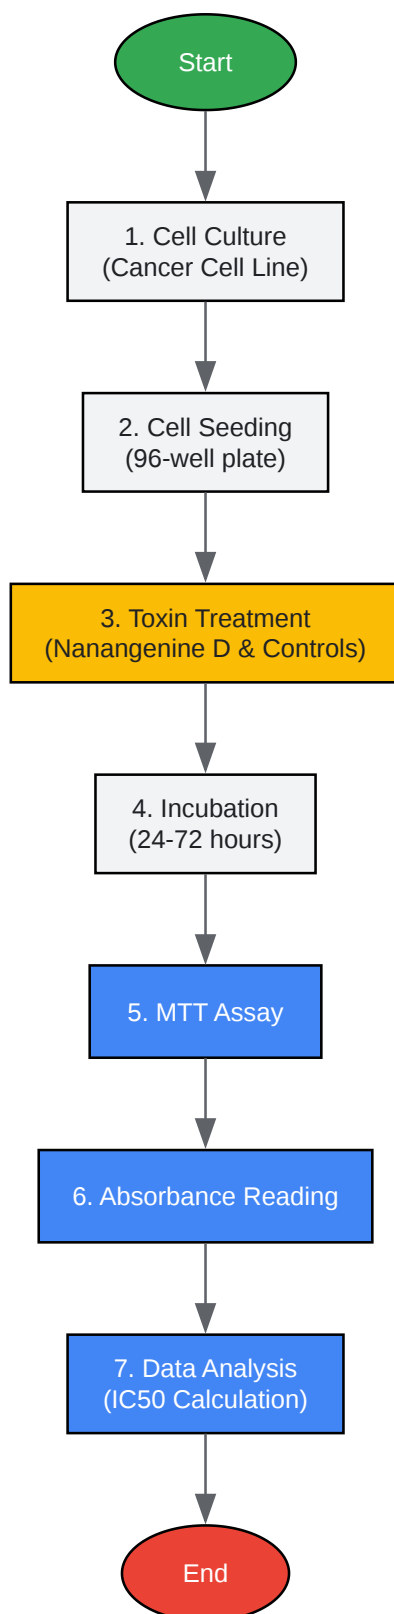 Start
1. Cell Culture
(Cancer Cell Line)
2. Cell Seeding
(96-well plate)
3. Toxin Treatment
(Nanangenine D & Controls)
4. Incubation
(24-72 hours)
5. MTT Assay
6. Absorbance Reading
7. Data Analysis
(IC50 Calculation)
End